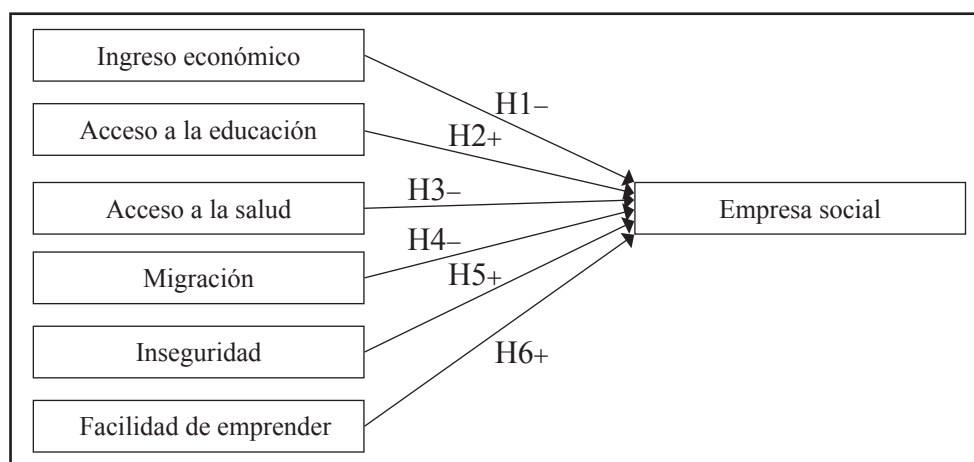 Ingreso económico
H1–
Acceso a la educación
H2+
Acceso a la salud
H3–
Empresa social
H4–
Migración
H5+
Inseguridad
H6+
Facilidad de emprender